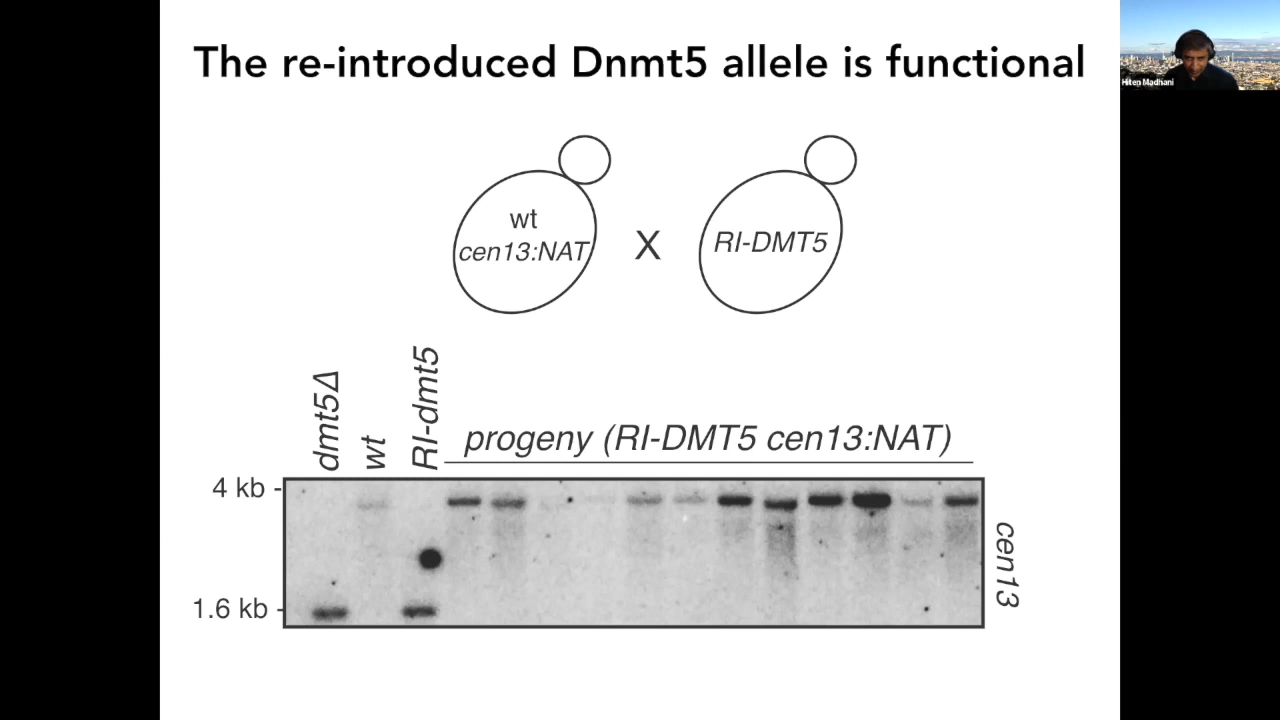 The re-introduced Dnmt5 allele is functional
Hiten Madhani
wt
cen13:NAT
X
RI-DMT5
dmt5Δ
wt
RI-dmt5
progeny (RI-DMT5 cen13:NAT)
4 kb -
1.6 kb -
cen13